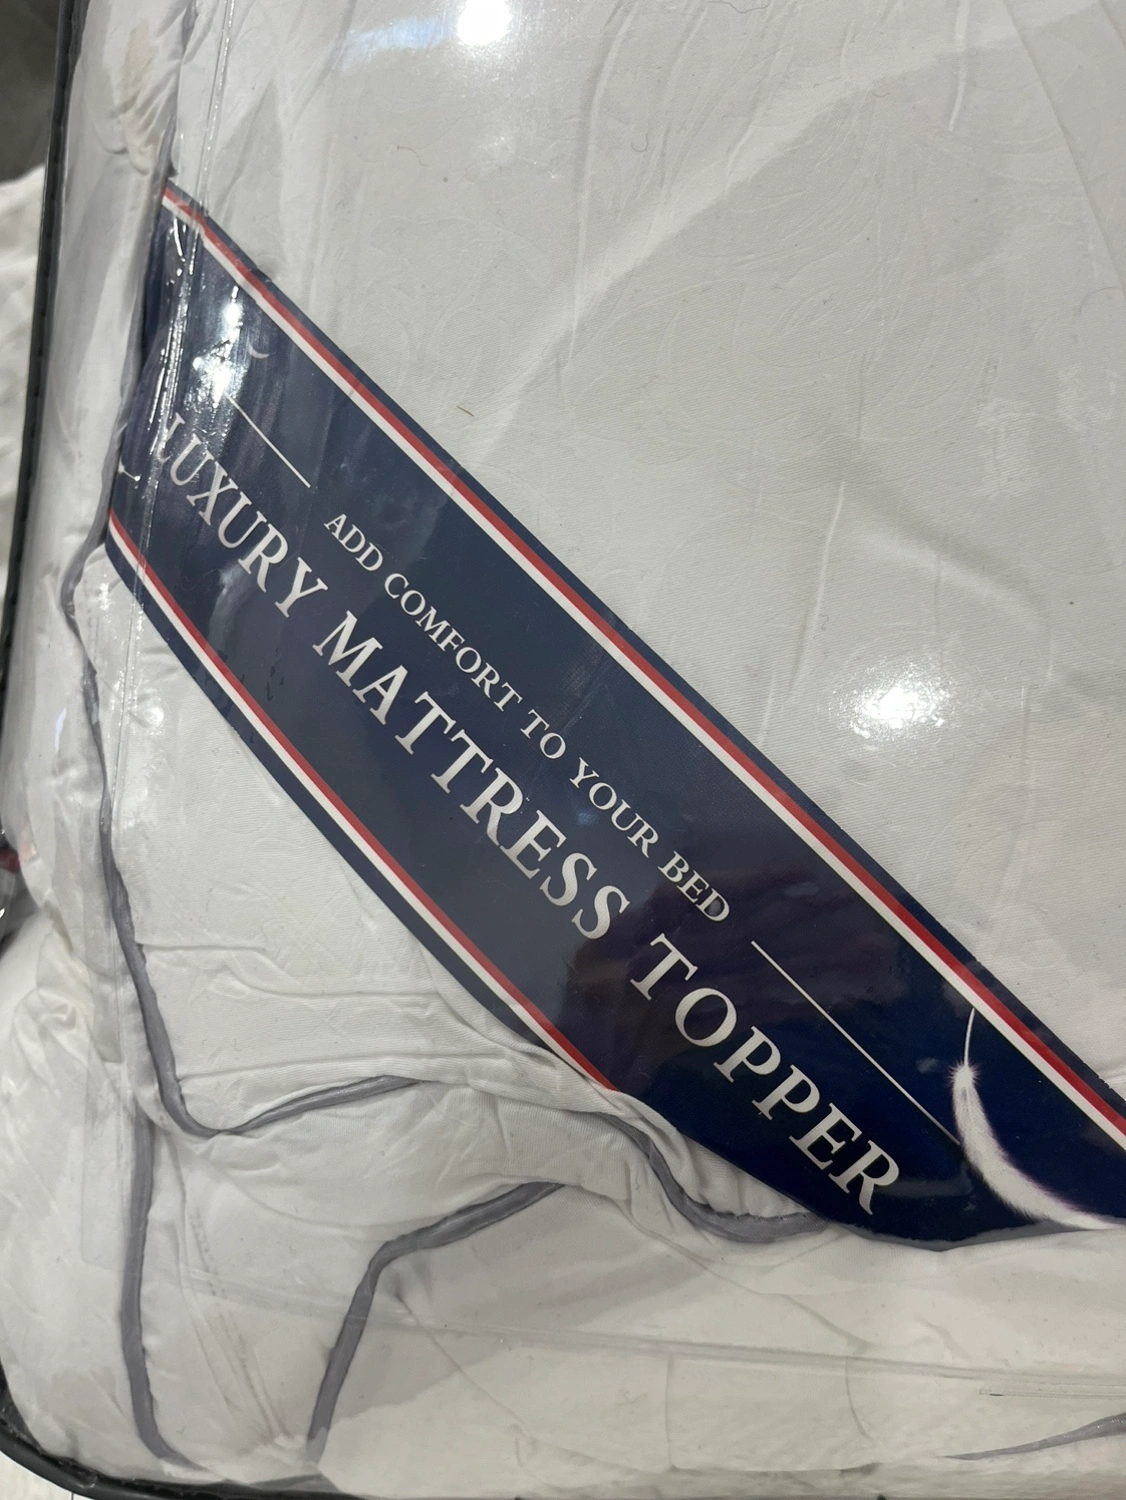 ADD COMFORT TO YOUR BED
LUXURY MATTRESS TOPPER